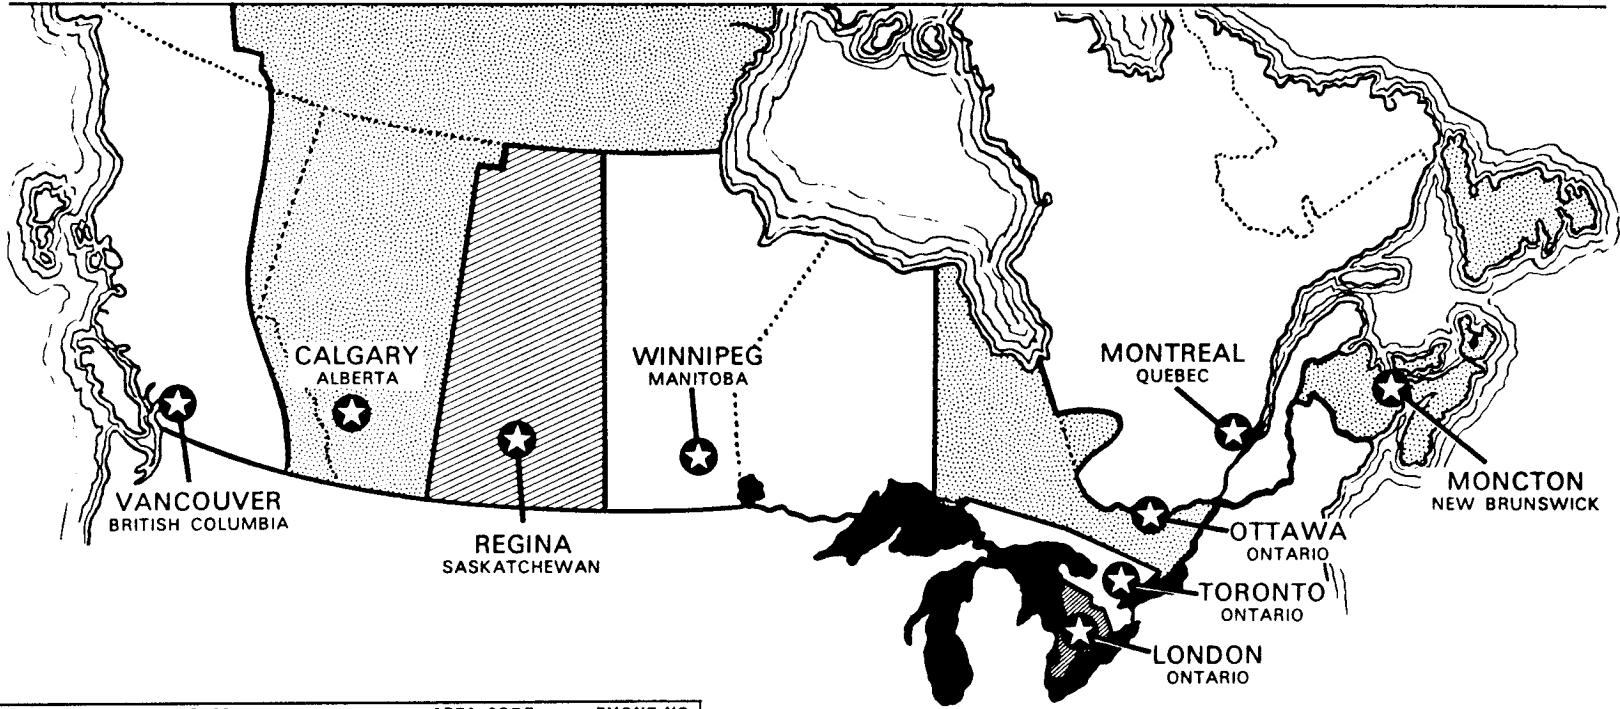 CALGARY
ALBERTA
WINNIPEG
MANITOBA
MONTREAL
QUEBEC
VANCOUVER
BRITISH COLUMBIA
REGINA
SASKATCHEWAN
MONCTON
NEW BRUNSWICK
OTTAWA
ONTARIO
TORONTO
ONTARIO
LONDON
ONTARIO